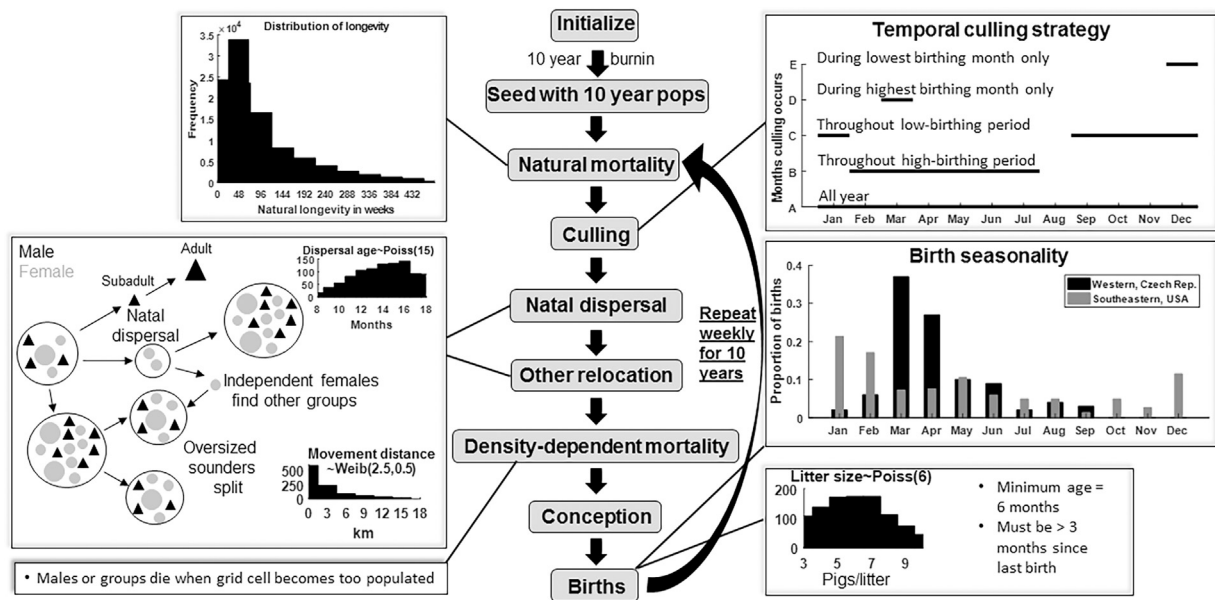 Distribution of longevity
× 10⁴
3.5
3
2.5
2
1.5
1
0.5
0
Frequency
0 48 96 144 192 240 288 336 384 432
Natural longevity in weeks
Male
Female
Adult
Subadult
Natal
dispersal
Dispersal age~Poiss(15)
150
100
50
0
8 10 12 14 16 18
Months
Independent females
find other groups
Oversized
sounders
split
Movement distance
~Weib(2.5,0.5)
500
250
0
0 3 6 9 12 15 18
km
• Males or groups die when grid cell becomes too populated
Initialize
10 year burnin
Seed with 10 year pops
Natural mortality
Culling
Natal dispersal
Other relocation
Density-dependent mortality
Conception
Births
Repeat
weekly
for 10
years
Temporal culling strategy
Months culling occurs
E During lowest birthing month only
D During highest birthing month only
C Throughout low-birthing period
B Throughout high-birthing period
A All year
Jan Feb Mar Apr May Jun Jul Aug Sep Oct Nov Dec
Birth seasonality
Western, Czech Rep.
Southeastern, USA
Proportion of births
0.4
0.3
0.2
0.1
0
Jan Feb Mar Apr May Jun Jul Aug Sep Oct Nov Dec
Litter size~Poiss(6)
200
100
0
3 5 7 9
Pigs/litter
• Minimum age =
6 months
• Must be > 3
months since
last birth